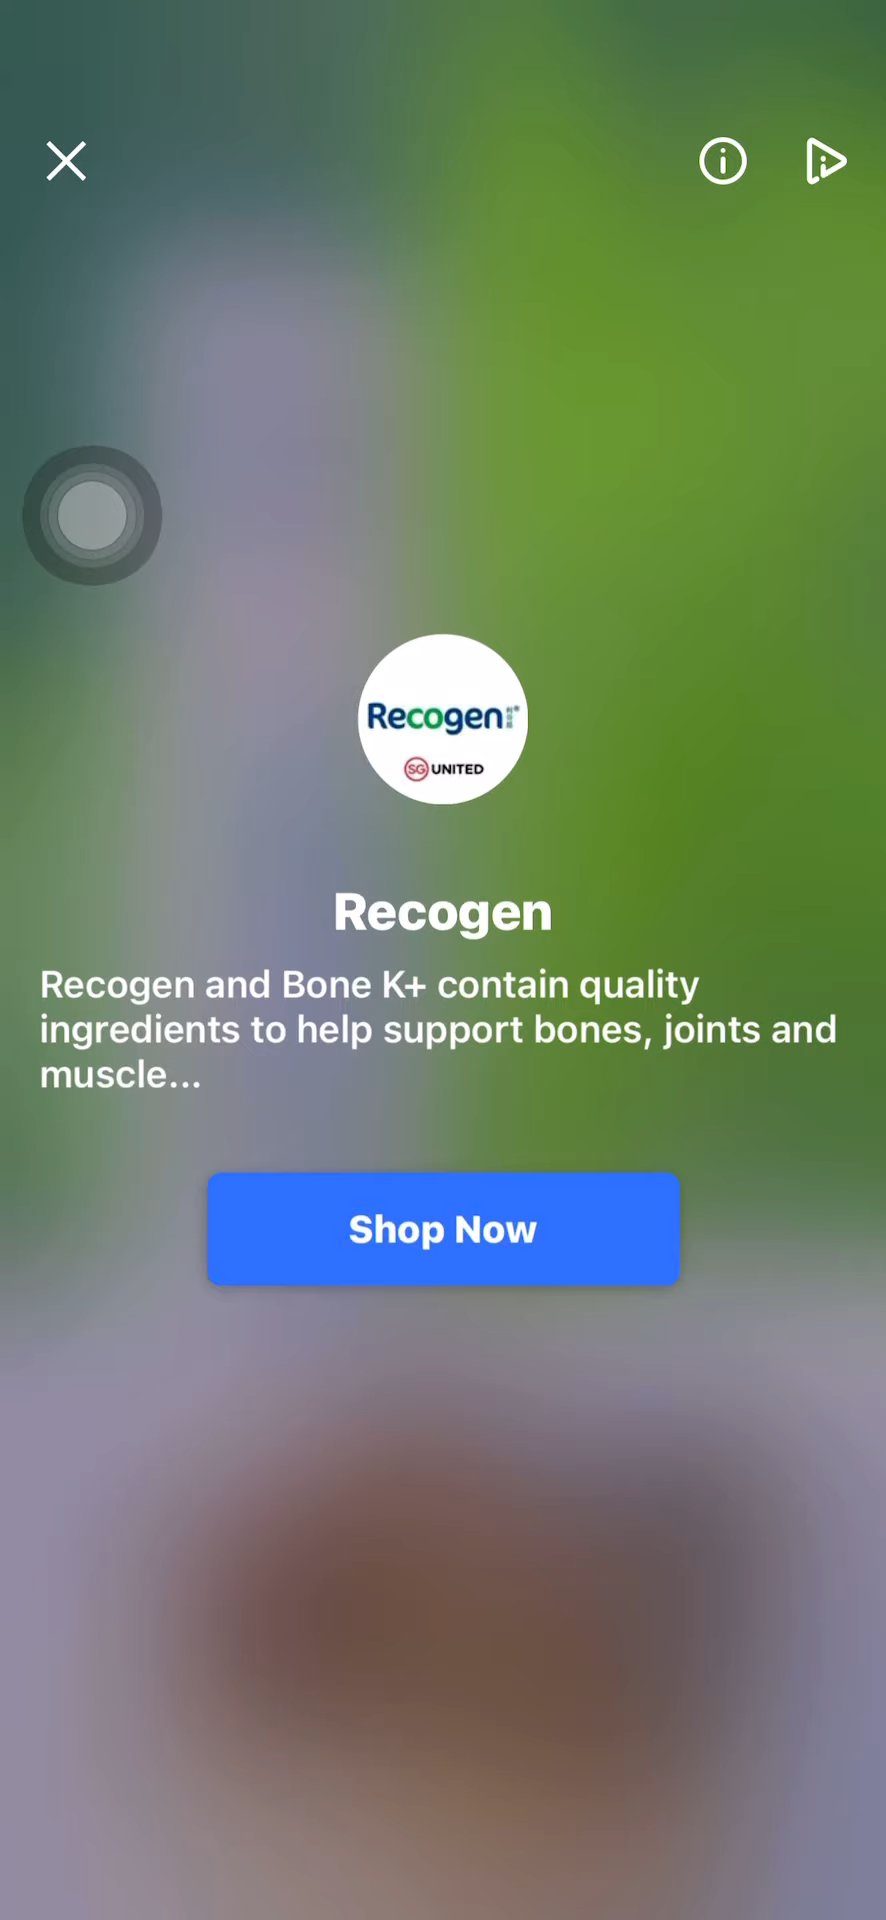 Recogen
SG UNITED
Recogen
Recogen and Bone K+ contain quality
ingredients to help support bones, joints and
muscle...
Shop Now